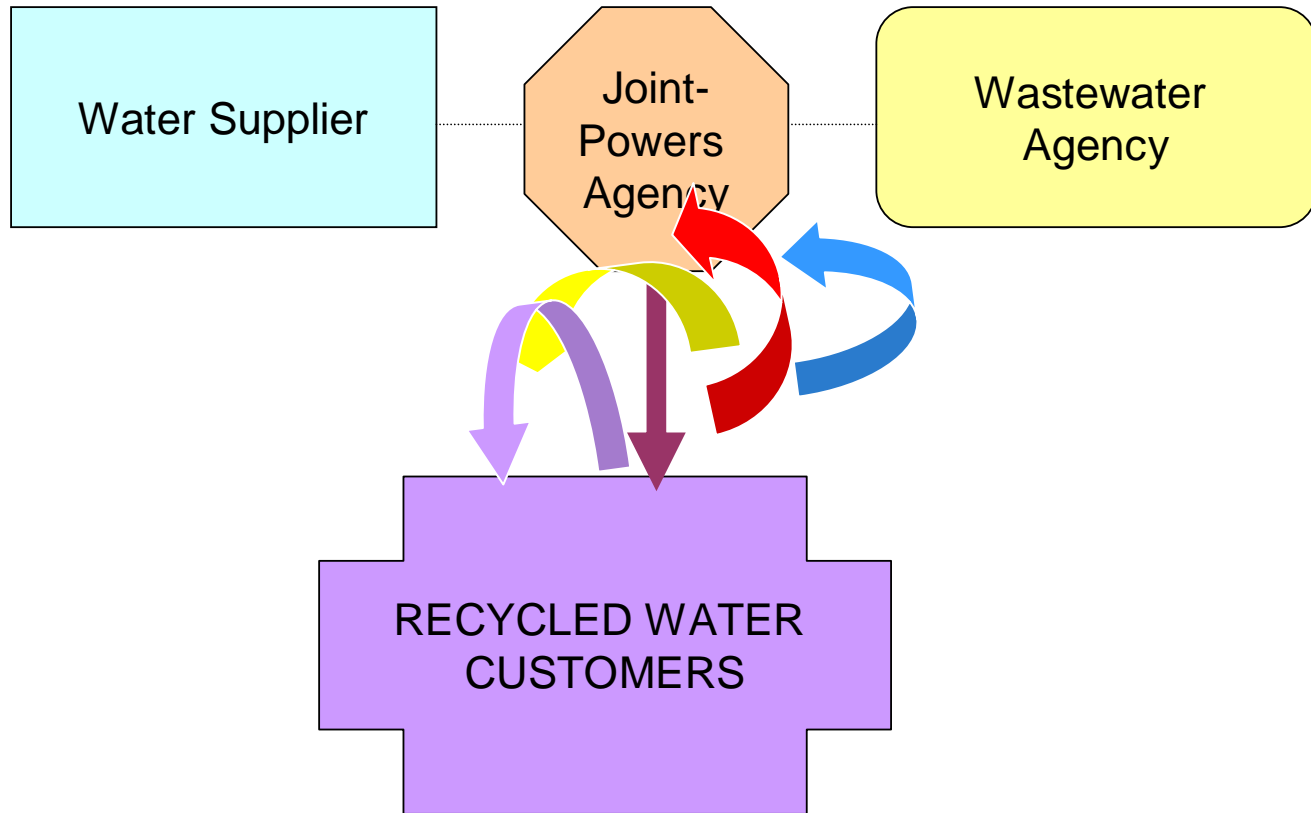 Water Supplier
Joint-
Powers
Agency
Wastewater
Agency
RECYCLED WATER
CUSTOMERS